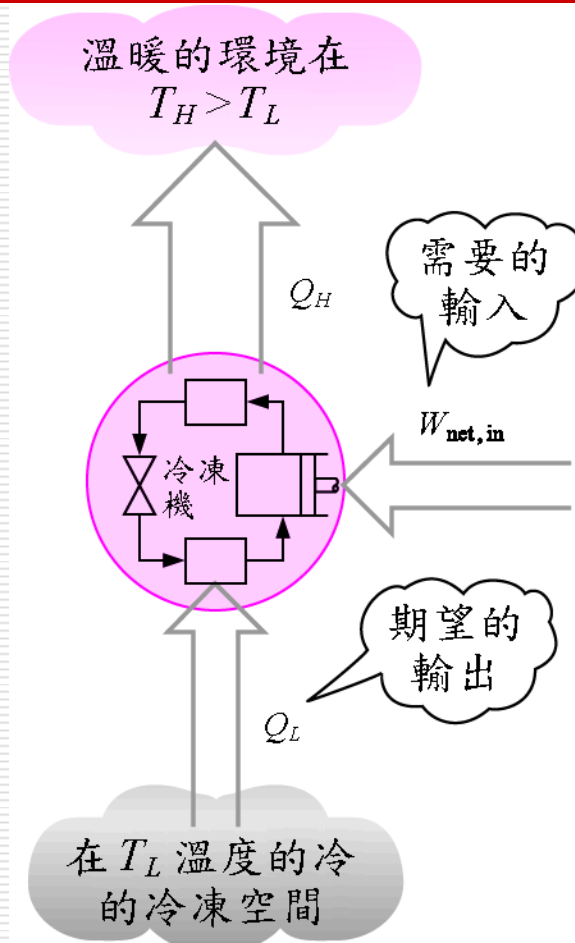 溫暖的環境在
T_H > T_L
Q_H
需要的
輸入
W_net, in
冷凍
機
期望的
輸出
Q_L
在 T_L 溫度的冷
的冷凍空間